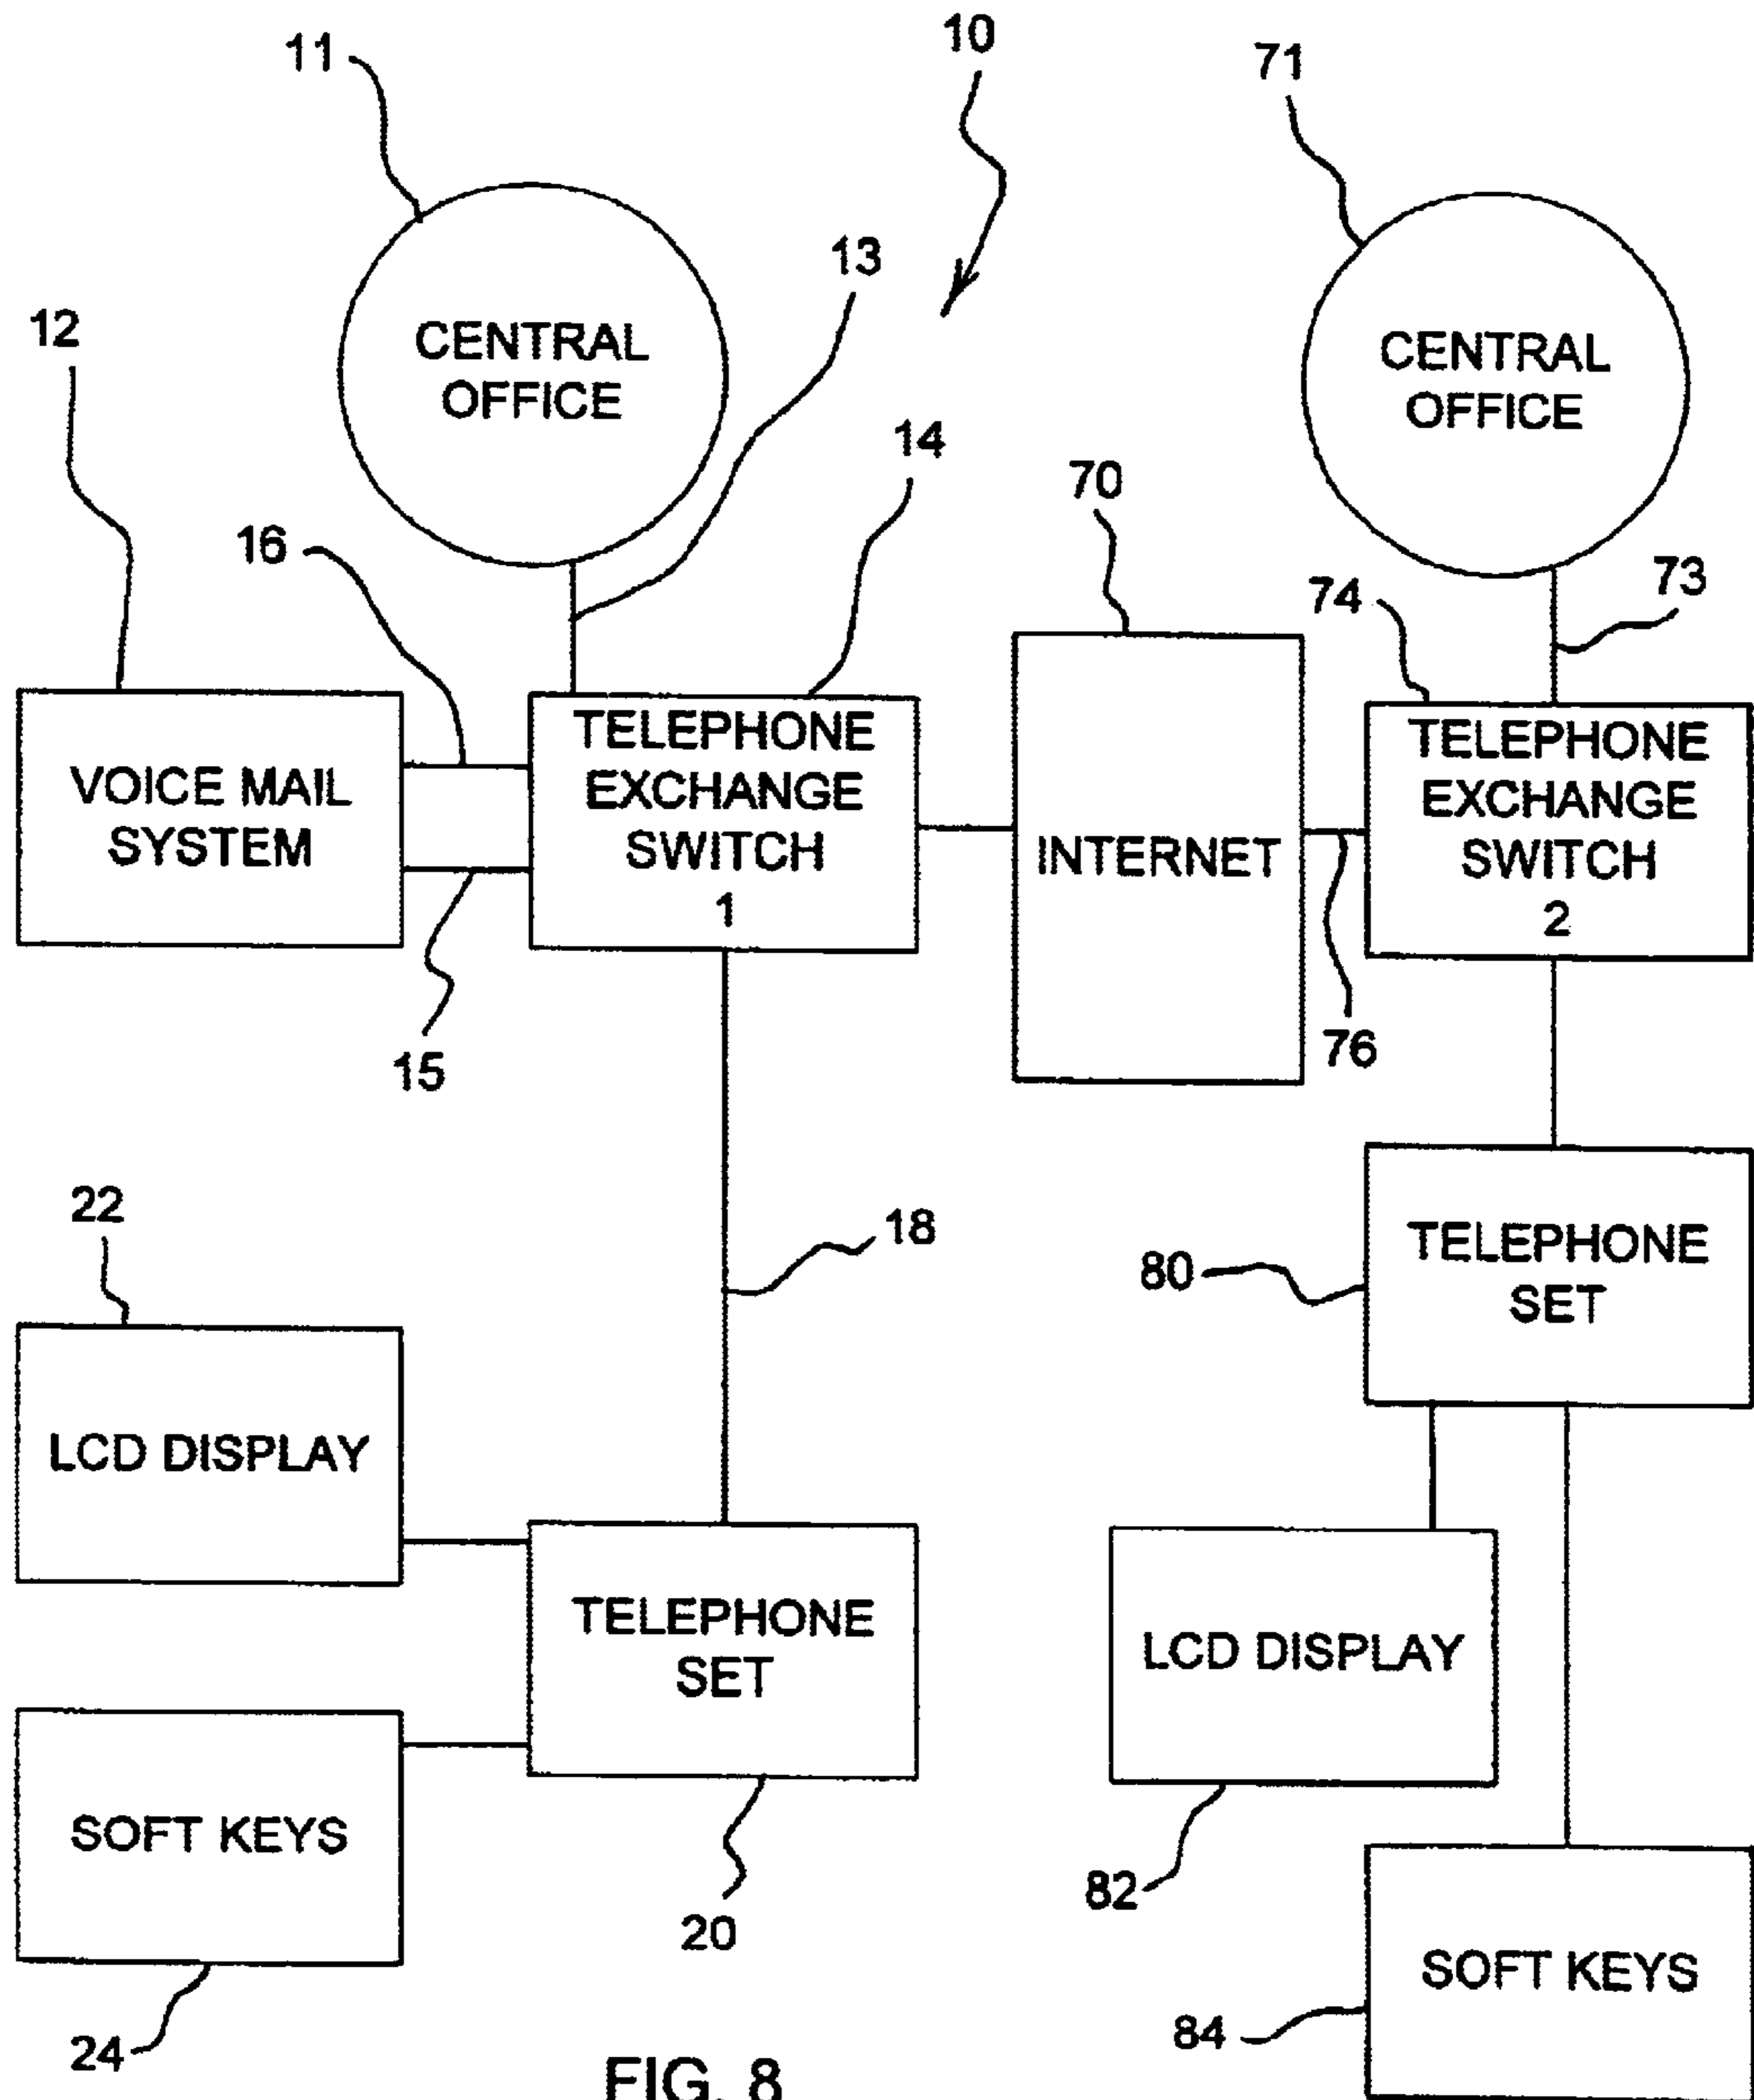 10
11
71
13
12
CENTRAL
OFFICE
CENTRAL
OFFICE
14
70
16
74
73
VOICE MAIL
SYSTEM
TELEPHONE
EXCHANGE
SWITCH
1
INTERNET
TELEPHONE
EXCHANGE
SWITCH
2
15
76
22
18
80
TELEPHONE
SET
LCD DISPLAY
TELEPHONE
SET
LCD DISPLAY
SOFT KEYS
20
82
SOFT KEYS
24
84
FIG. 8